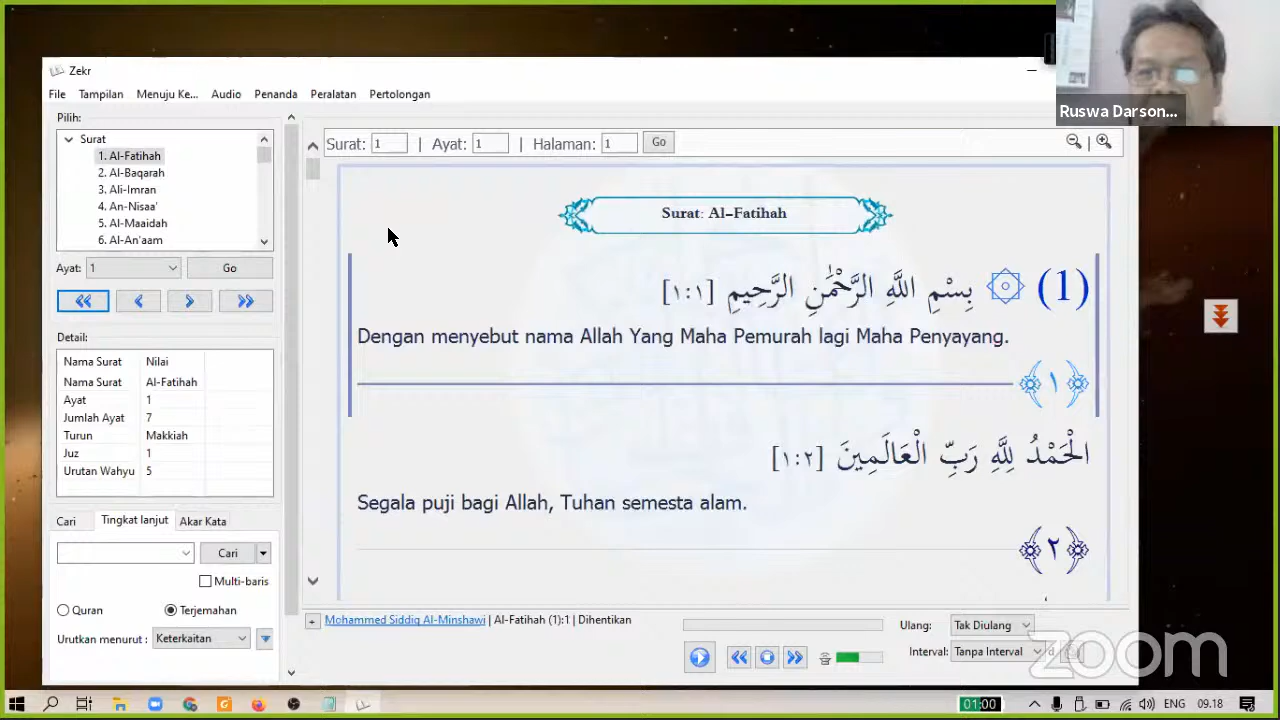 Zekr
File Tampilan Menuju Ke... Audio Penanda Peralatan Pertolongan
Pilih:
Surat
1. Al-Fatihah
2. Al-Baqarah
3. Ali-Imran
4. An-Nisaa'
5. Al-Maaidah
6. Al-An'aam
Ayat: 1 Go
Detail:
Nama Surat Nilai
Nama Surat Al-Fatihah
Ayat 1
Jumlah Ayat 7
Turun Makkiah
Juz 1
Urutan Wahyu 5
Cari Tingkat lanjut Akar Kata
Cari
Multi-baris
Quran Terjemahan
Urutkan menurut : Keterkaitan
Surat: 1 | Ayat: 1 | Halaman: 1 Go
Surat: Al-Fatihah
(1) ۞ بِسْمِ اللَّهِ الرَّحْمَٰنِ الرَّحِيمِ [١:١]
Dengan menyebut nama Allah Yang Maha Pemurah lagi Maha Penyayang.
﴿١﴾
الْحَمْدُ لِلَّهِ رَبِّ الْعَالَمِينَ [١:٢]
Segala puji bagi Allah, Tuhan semesta alam.
﴿٢﴾
Mohammed Siddiq Al-Minshawi | Al-Fatihah (1):1 | Dihentikan
Ulang: Tak Diulang
Interval: Tanpa Interval
Ruswa Darson...
zoom
01:00 ENG 09.18